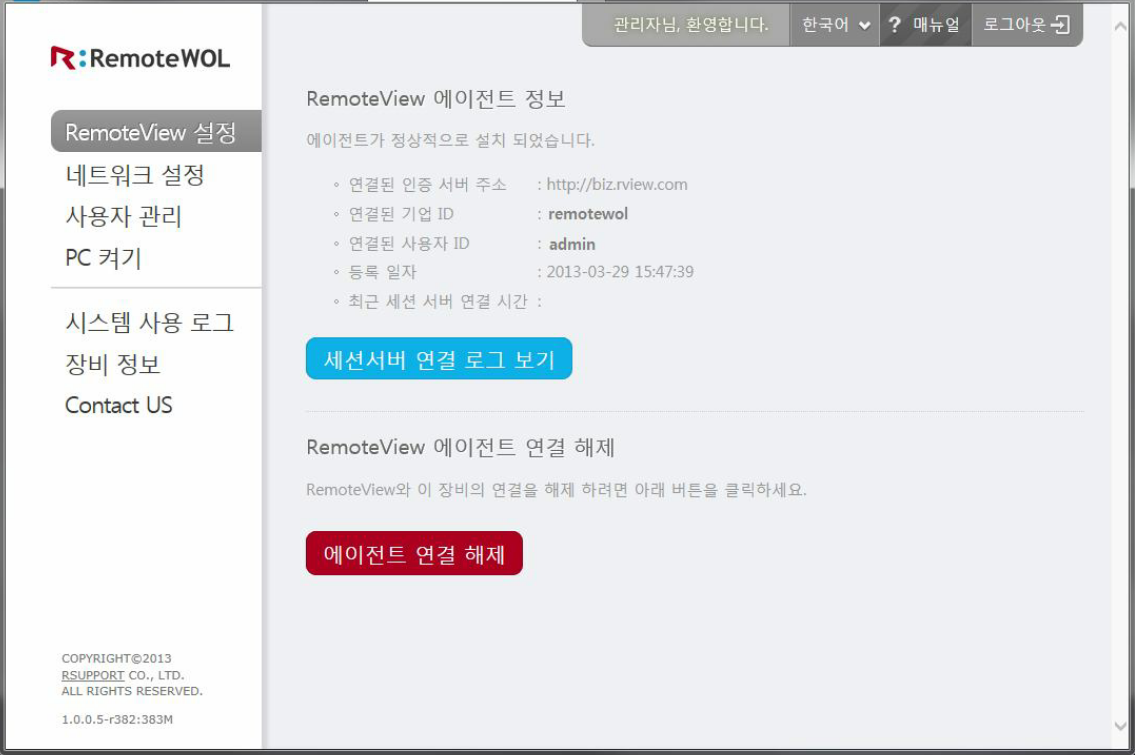 관리자님, 환영합니다. 한국어 ? 매뉴얼 로그아웃
R:RemoteWOL
RemoteView 설정
네트워크 설정
사용자 관리
PC 켜기
시스템 사용 로그
장비 정보
Contact US
COPYRIGHT©2013
RSUPPORT CO., LTD.
ALL RIGHTS RESERVED.
1.0.0.5-r382:383M
RemoteView 에이전트 정보
에이전트가 정상적으로 설치 되었습니다.
◦ 연결된 인증 서버 주소 : http://biz.rview.com
◦ 연결된 기업 ID : remotewol
◦ 연결된 사용자 ID : admin
◦ 등록 일자 : 2013-03-29 15:47:39
◦ 최근 세션 서버 연결 시간 :
세션서버 연결 로그 보기
RemoteView 에이전트 연결 해제
RemoteView와 이 장비의 연결을 해제 하려면 아래 버튼을 클릭하세요.
에이전트 연결 해제